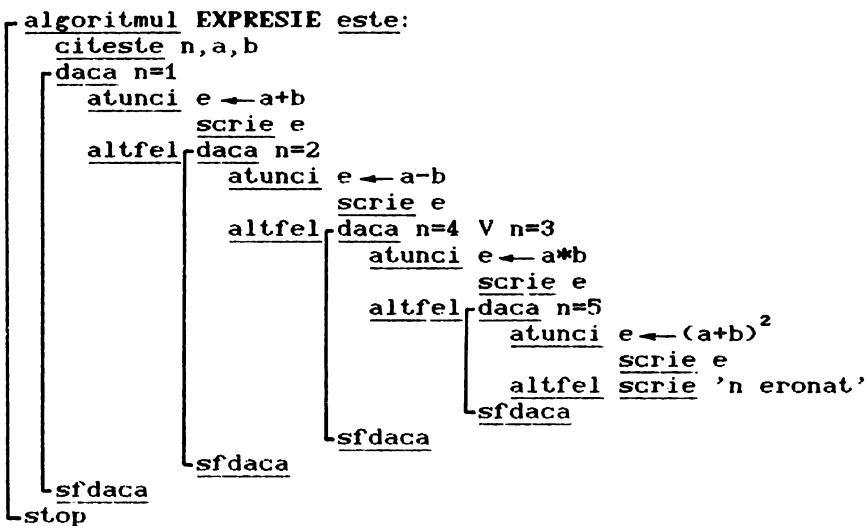 algoritmul EXPRESIE este:
citeste n,a,b
daca n=1
atunci e ← a+b
scrie e
altfel daca n=2
atunci e ← a-b
scrie e
altfel daca n=4 V n=3
atunci e ← a*b
scrie e
altfel daca n=5
atunci e ← (a+b)²
scrie e
altfel scrie 'n eronat'
sfdaca
sfdaca
sfdaca
sfdaca
stop